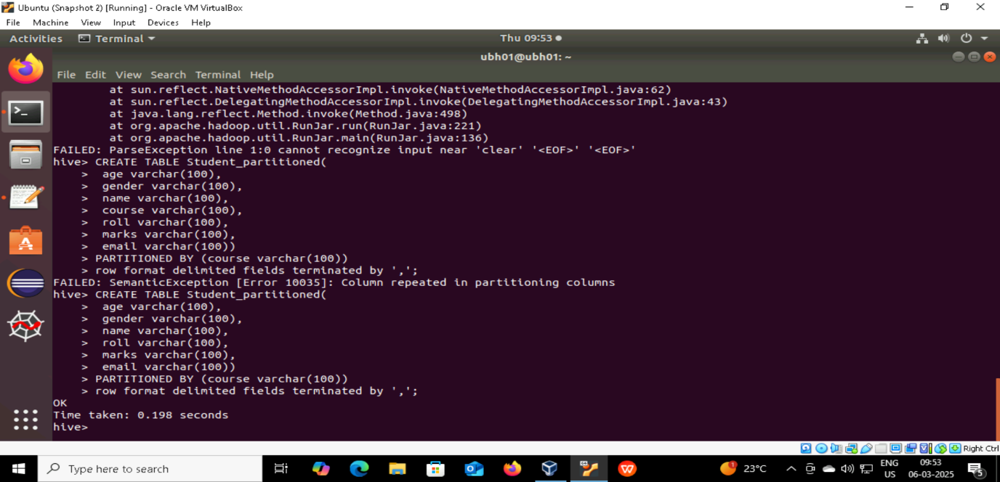 Ubuntu (Snapshot 2) [Running] - Oracle VM VirtualBox
File Machine View Input Devices Help
Activities Terminal Thu 09:53
ubh01@ubh01: ~
File Edit View Search Terminal Help
at sun.reflect.NativeMethodAccessorImpl.invoke(NativeMethodAccessorImpl.java:62)
at sun.reflect.DelegatingMethodAccessorImpl.invoke(DelegatingMethodAccessorImpl.java:43)
at java.lang.reflect.Method.invoke(Method.java:498)
at org.apache.hadoop.util.RunJar.run(RunJar.java:221)
at org.apache.hadoop.util.RunJar.main(RunJar.java:136)
FAILED: ParseException line 1:0 cannot recognize input near 'clear' '<EOF>' '<EOF>'
hive> CREATE TABLE Student_partitioned(
> age varchar(100),
> gender varchar(100),
> name varchar(100),
> course varchar(100),
> roll varchar(100),
> marks varchar(100),
> email varchar(100))
> PARTITIONED BY (course varchar(100))
> row format delimited fields terminated by ',';
FAILED: SemanticException [Error 10035]: Column repeated in partitioning columns
hive> CREATE TABLE Student_partitioned(
> age varchar(100),
> gender varchar(100),
> name varchar(100),
> roll varchar(100),
> marks varchar(100),
> email varchar(100))
> PARTITIONED BY (course varchar(100))
> row format delimited fields terminated by ',';
OK
Time taken: 0.198 seconds
hive>
Right Ctrl
Type here to search 1 23°C ENG 09:53
US 06-03-2025 5